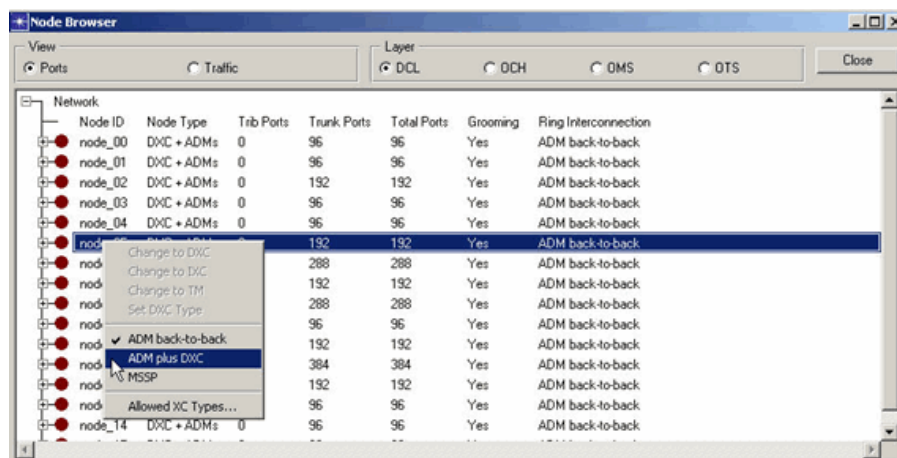 Node Browser
View
Ports Traffic
Layer
DCL OCH OMS OTS
Close
Network
Node ID Node Type Trib Ports Trunk Ports Total Ports Grooming Ring Interconnection
node_00 DXC + ADMs 0 96 96 Yes ADM back-to-back
node_01 DXC + ADMs 0 96 96 Yes ADM back-to-back
node_02 DXC + ADMs 0 192 192 Yes ADM back-to-back
node_03 DXC + ADMs 0 96 96 Yes ADM back-to-back
node_04 DXC + ADMs 0 96 96 Yes ADM back-to-back
192 192 Yes ADM back-to-back
288 288 Yes ADM back-to-back
192 192 Yes ADM back-to-back
288 288 Yes ADM back-to-back
96 96 Yes ADM back-to-back
192 192 Yes ADM back-to-back
384 384 Yes ADM back-to-back
192 192 Yes ADM back-to-back
96 96 Yes ADM back-to-back
node_14 DXC + ADMs 0 96 96 Yes ADM back-to-back
Change to DXC
Change to DXC
Change to TM
Set DXC Type
ADM back-to-back
ADM plus DXC
MSSP
Allowed XC Types...